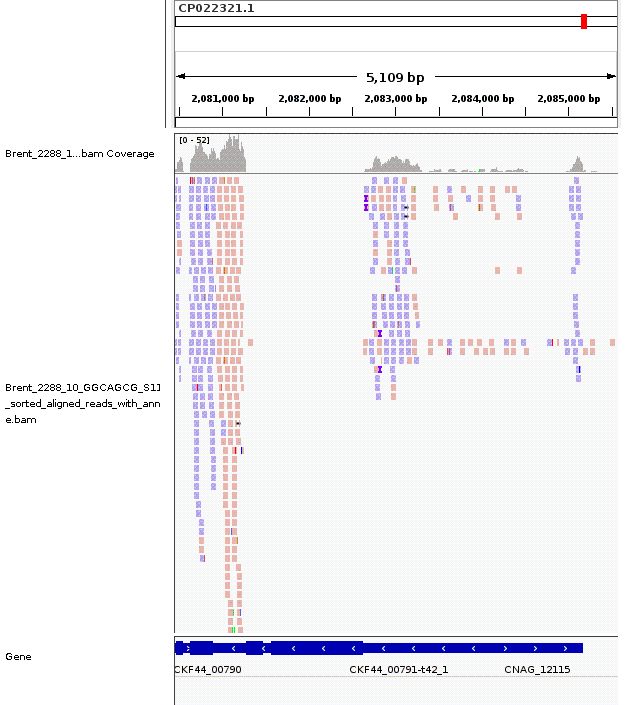 CP022321.1
5,109 bp
2,081,000 bp 2,082,000 bp 2,083,000 bp 2,084,000 bp 2,085,000 bp
[0 - 52]
Brent_2288_1...bam Coverage
Brent_2288_10_GGCAGCG_S11
_sorted_aligned_reads_with_ann
e.bam
Gene
CKF44_00790 CKF44_00791-t42_1 CNAG_12115